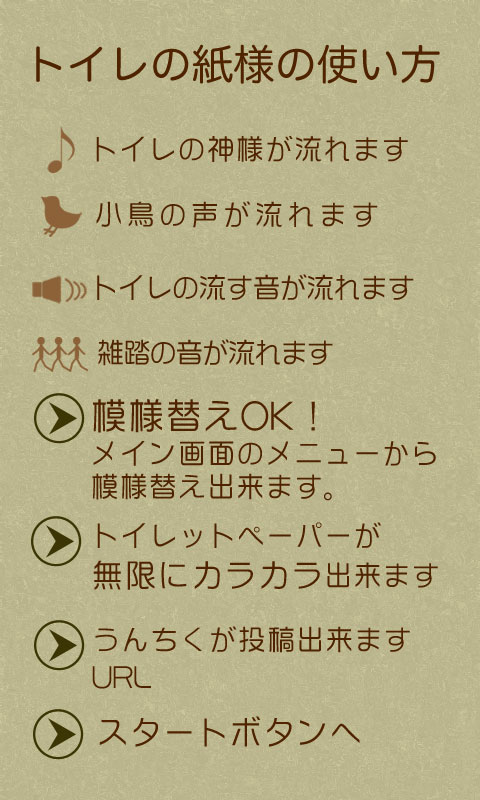 トイレの紙様の使い方
トイレの神様が流れます
小鳥の声が流れます
トイレの流す音が流れます
雑踏の音が流れます
模様替えOK！
メイン画面のメニューから
模様替え出来ます。
トイレットペーパーが
無限にカラカラ出来ます
うんちくが投稿出来ます
URL
スタートボタンへ